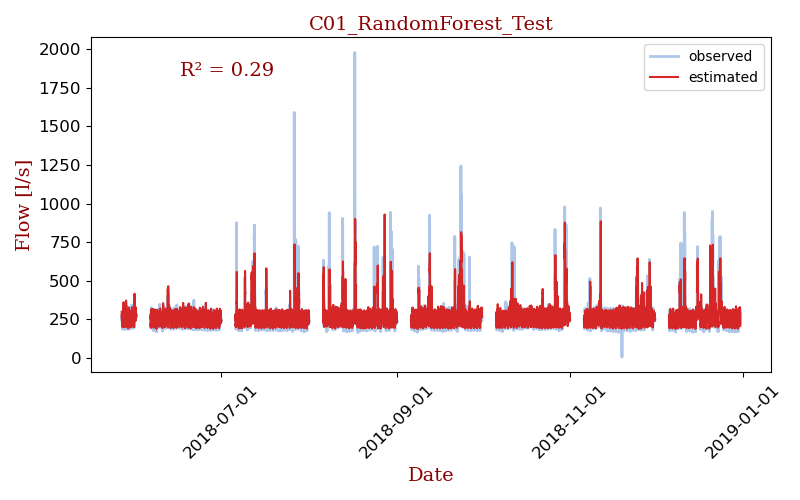 C01_RandomForest_Test
R² = 0.29
observed
estimated
2000
1750
1500
1250
1000
750
500
250
0
Flow [l/s]
2018-07-01
2018-09-01
2018-11-01
2019-01-01
Date